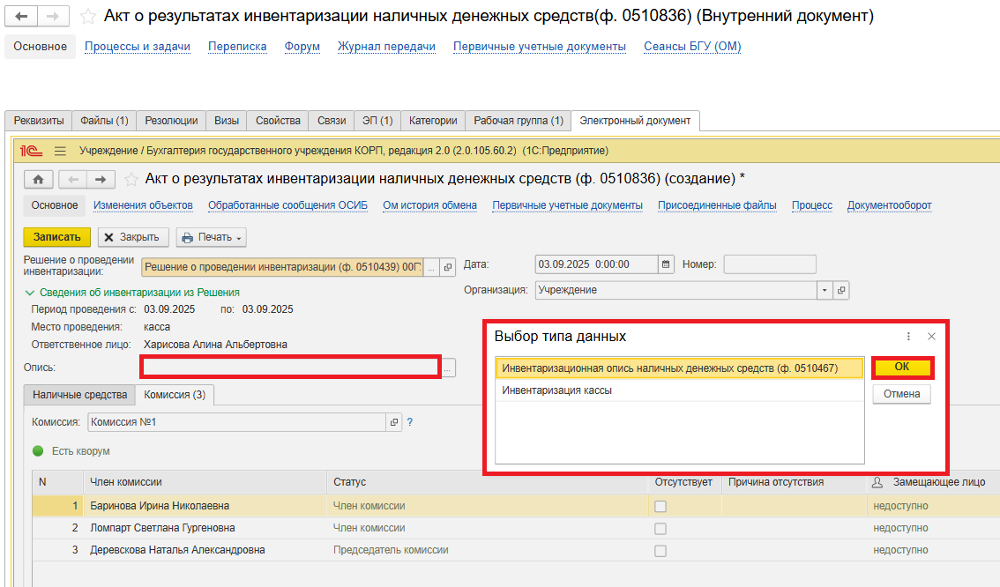 Акт о результатах инвентаризации наличных денежных средств(ф. 0510836) (Внутренний документ)
Основное Процессы и задачи Переписка Форум Журнал передачи Первичные учетные документы Сеансы БГУ (ОМ)
Реквизиты Файлы (1) Резолюции Визы Свойства Связи ЭП (1) Категории Рабочая группа (1) Электронный документ
1С Учреждение / Бухгалтерия государственного учреждения КОРП, редакция 2.0 (2.0.105.60.2) (1С:Предприятие)
Акт о результатах инвентаризации наличных денежных средств (ф. 0510836) (создание) *
Основное Изменения объектов Обработанные сообщения ОСИБ Ом история обмена Первичные учетные документы Присоединенные файлы Процесс Документооборот
Записать Закрыть Печать
Решение о проведении инвентаризации: Решение о проведении инвентаризации (ф. 0510439) 00Г ... Дата: 03.09.2025 0:00:00 Номер:
Сведения об инвентаризации из Решения Организация: Учреждение
Период проведения с: 03.09.2025 по: 03.09.2025
Место проведения: касса
Ответственное лицо: Харисова Алина Альбертовна
Опись: ...
Выбор типа данных
Инвентаризационная опись наличных денежных средств (ф. 0510467) ОК
Инвентаризация кассы Отмена
Наличные средства Комиссия (3)
Комиссия: Комиссия №1 ?
Есть кворум
N Член комиссии Статус Отсутствует Причина отсутствия Замещающее лицо
1 Баринова Ирина Николаевна Член комиссии недоступно
2 Ломпарт Светлана Гургеновна Член комиссии недоступно
3 Деревскова Наталья Александровна Председатель комиссии недоступно